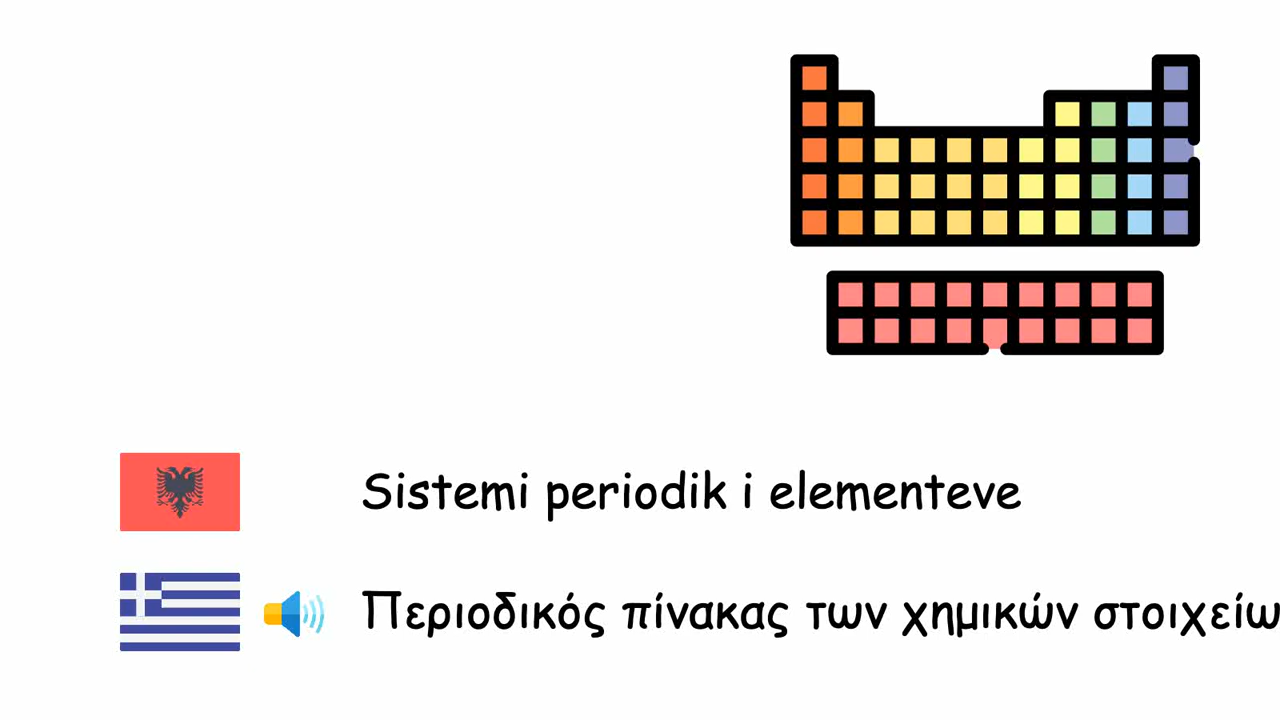 Sistemi periodik i elementeve
Περιοδικός πίνακας των χημικών στοιχείω